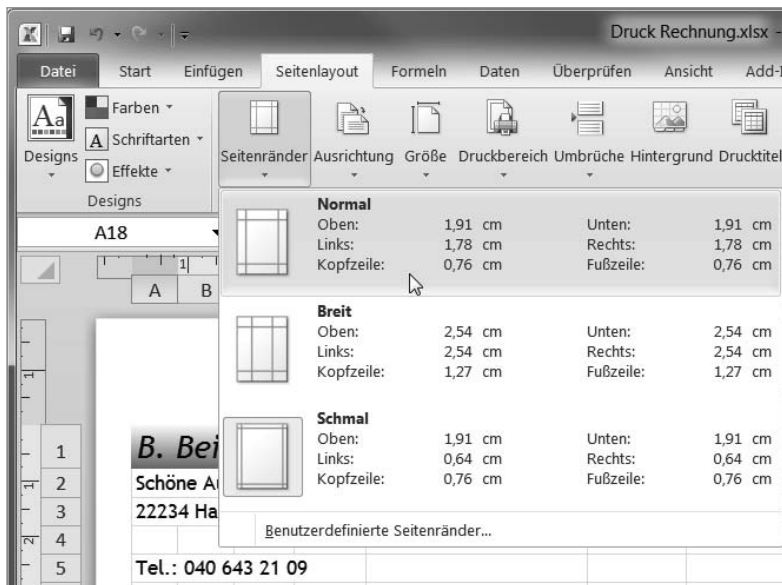 Druck Rechnung.xlsx -
Datei Start Einfügen Seitenlayout Formeln Daten Überprüfen Ansicht Add-I
Aa
Designs
Farben
A Schriftarten
Effekte
Designs
Seitenränder Ausrichtung Größe Druckbereich Umbrüche Hintergrund Drucktitel
A18
Normal
Oben: 1,91 cm Unten: 1,91 cm
Links: 1,78 cm Rechts: 1,78 cm
Kopfzeile: 0,76 cm Fußzeile: 0,76 cm
Breit
Oben: 2,54 cm Unten: 2,54 cm
Links: 2,54 cm Rechts: 2,54 cm
Kopfzeile: 1,27 cm Fußzeile: 1,27 cm
Schmal
Oben: 1,91 cm Unten: 1,91 cm
Links: 0,64 cm Rechts: 0,64 cm
Kopfzeile: 0,76 cm Fußzeile: 0,76 cm
Benutzerdefinierte Seitenränder...
1
A B
1
1 B. Bei
1 2 Schöne
3 22234 Ha
2 4
5 Tel.: 040 643 21 09